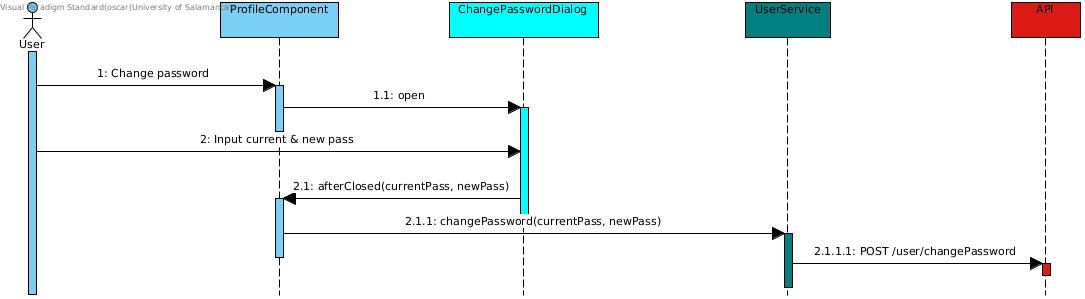 Visual Paradigm Standard(oscar(University of Salamanca
ProfileComponent
ChangePasswordDialog
UserService
API
User
1: Change password
1.1: open
2: Input current & new pass
2.1: afterClosed(currentPass, newPass)
2.1.1: changePassword(currentPass, newPass)
2.1.1.1: POST /user/changePassword